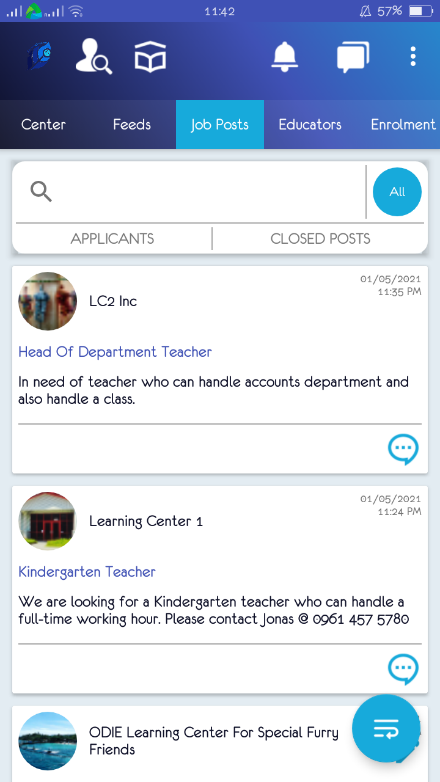 11:42
57%
Center
Feeds
Job Posts
Educators
Enrolment
All
APPLICANTS
CLOSED POSTS
01/05/2021
11:35 PM
LC2 Inc
Head Of Department Teacher
In need of teacher who can handle accounts department and
also handle a class.
01/05/2021
11:24 PM
Learning Center 1
Kindergarten Teacher
We are looking for a Kindergarten teacher who can handle a
full-time working hour. Please contact Jonas @ 0961 457 5780
ODIE Learning Center For Special Furry
Friends